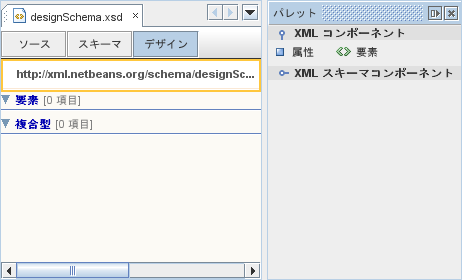 designSchema.xsd
ソース スキーマ デザイン
http://xml.netbeans.org/schema/designSc...
要素 [0 項目]
複合型 [0 項目]
パレット
XML コンポーネント
属性 要素
XML スキーマコンポーネント